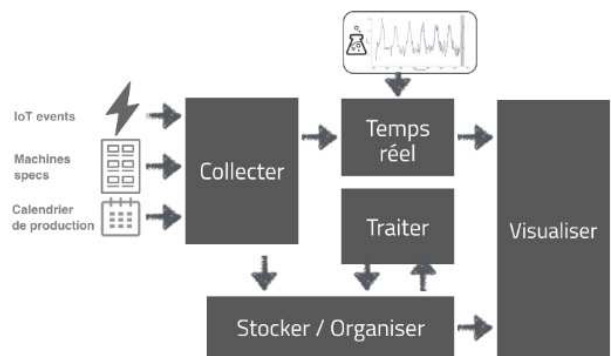 IoT events
Machines
specs
Calendrier
de production
Collecter
Temps
réel
Traiter
Visualiser
Stocker / Organiser